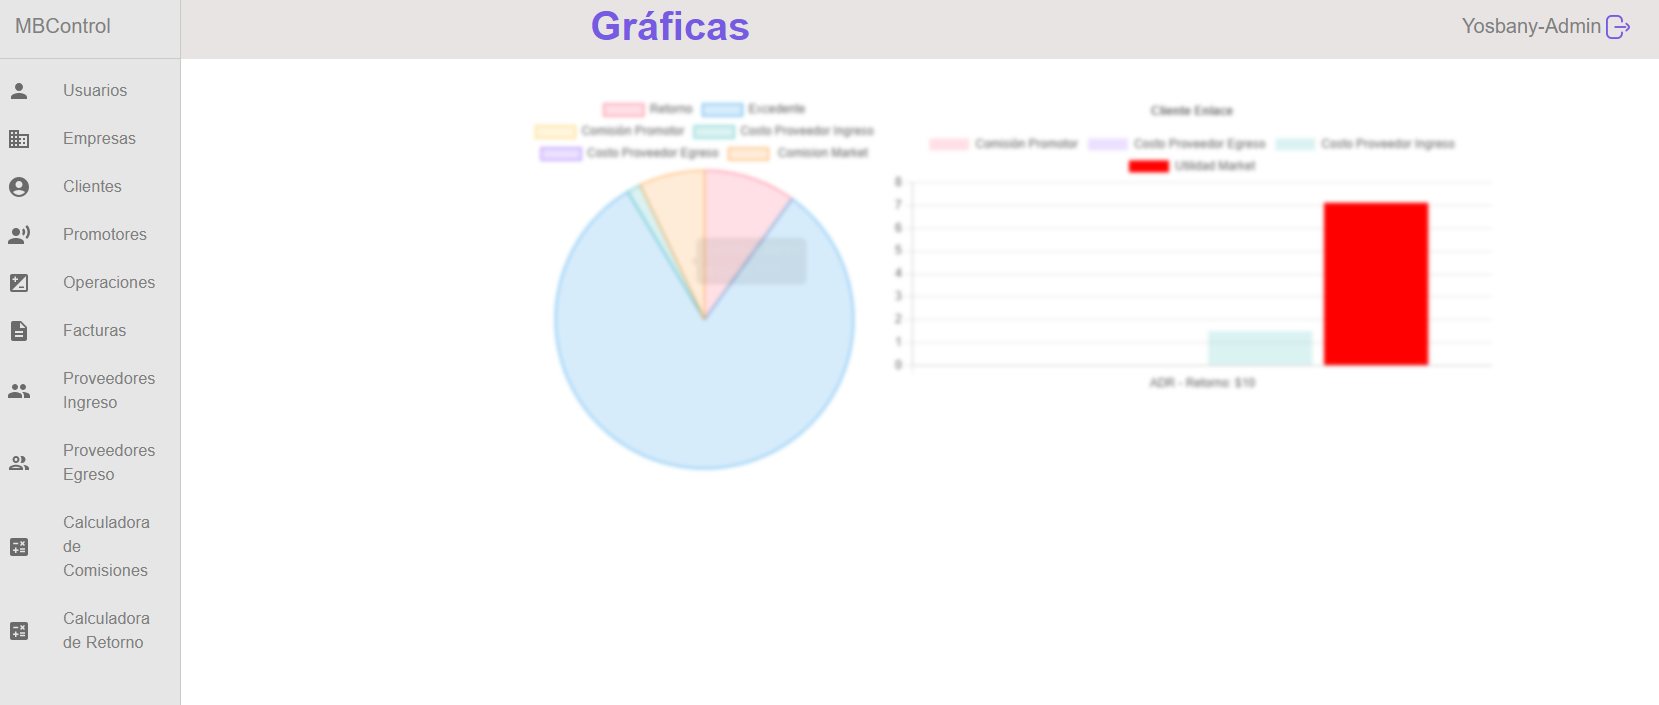 MBControl
Gráficas
Yosbany-Admin
Usuarios
Empresas
Clientes
Promotores
Operaciones
Facturas
Proveedores
Ingreso
Proveedores
Egreso
Calculadora
de
Comisiones
Calculadora
de Retorno
Retorno Excedente
Comisión Promotor Costo Proveedor Ingreso
Costo Proveedor Egreso Comision Market
Cliente Enlace
Comisión Promotor Costo Proveedor Egreso Costo Proveedor Ingreso
Utilidad Market
8
7
6
5
4
3
2
1
0
ADR - Retorno: $10